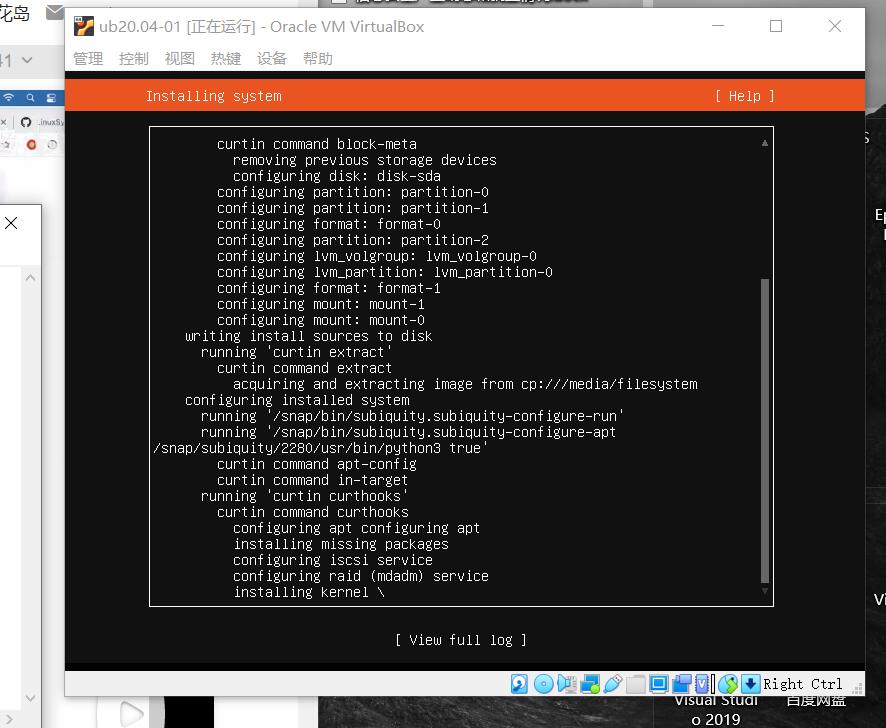 花岛
ub20.04-01 [正在运行] - Oracle VM VirtualBox
管理 控制 视图 热键 设备 帮助
Installing system [ Help ]
curtin command block-meta
removing previous storage devices
configuring disk: disk-sda
configuring partition: partition-0
configuring partition: partition-1
configuring format: format-0
configuring partition: partition-2
configuring lvm_volgroup: lvm_volgroup-0
configuring lvm_partition: lvm_partition-0
configuring format: format-1
configuring mount: mount-1
configuring mount: mount-0
writing install sources to disk
running 'curtin extract'
curtin command extract
acquiring and extracting image from cp:///media/filesystem
configuring installed system
running '/snap/bin/subiquity.subiquity-configure-run'
running '/snap/bin/subiquity.subiquity-configure-apt
/snap/subiquity/2280/usr/bin/python3 true'
curtin command apt-config
curtin command in-target
running 'curtin curthooks'
curtin command curthooks
configuring apt configuring apt
installing missing packages
configuring iscsi service
configuring raid (mdadm) service
installing kernel \
[ View full log ]
Right Ctrl
Visual Studi
o 2019
百度网盘